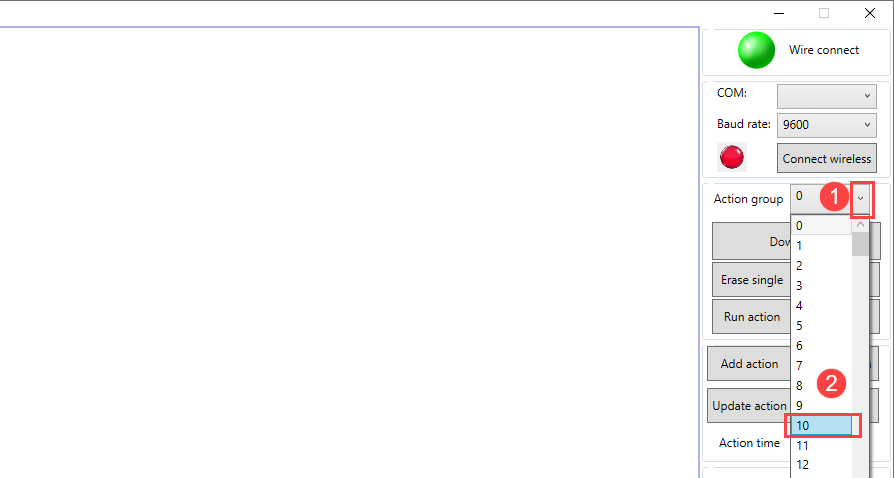 Wire connect
COM:
Baud rate: 9600
Connect wireless
Action group 0 1
0
1
2
3
4
5
6
7
8
9
10
11
12
2
Erase single
Run action
Add action
Update action
Action time